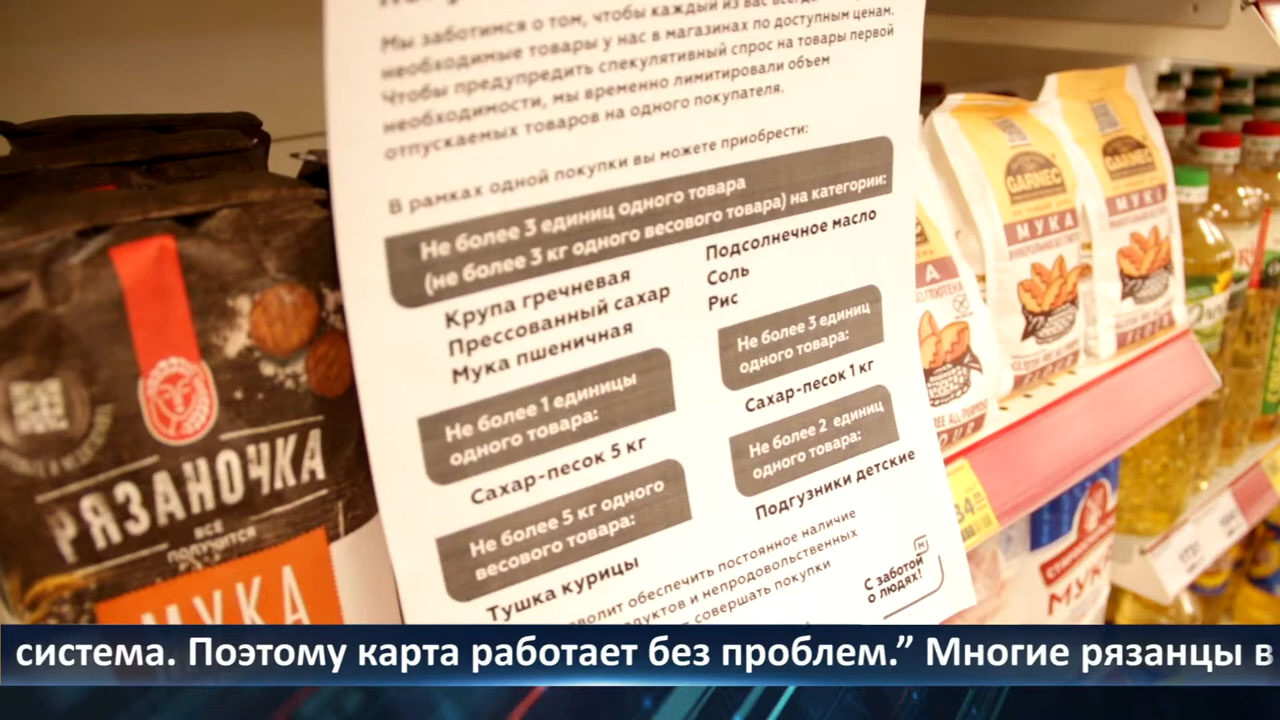 Мы заботимся о том, чтобы каждый из вас
необходимые товары у нас в магазинах по доступным ценам.
Чтобы предупредить спекулятивный спрос на товары первой
необходимости, мы временно лимитировали объем
отпускаемых товаров на одного покупателя.
В рамках одной покупки вы можете приобрести:
Не более 3 единиц одного товара
(не более 3 кг одного весового товара) на категории:
Крупа гречневая
Прессованный сахар
Мука пшеничная
Подсолнечное масло
Соль
Рис
Не более 1 единицы
одного товара:
Сахар-песок 5 кг
Не более 3 единиц
одного товара:
Сахар-песок 1 кг
Не более 5 кг одного
весового товара:
Тушка курицы
Не более 2 единиц
одного товара:
Подгузники детские
обеспечить постоянное наличие
и непродовольственных
совершать покупки
С заботой
о людях!
РЯЗАНОЧКА
ВСЁ
ПОЛУЧИТСЯ
МУКА
GARNEC
МУКА
FLOUR
GARNEC
МУКА
FLOUR
34
система. Поэтому карта работает без проблем.” Многие рязанцы в